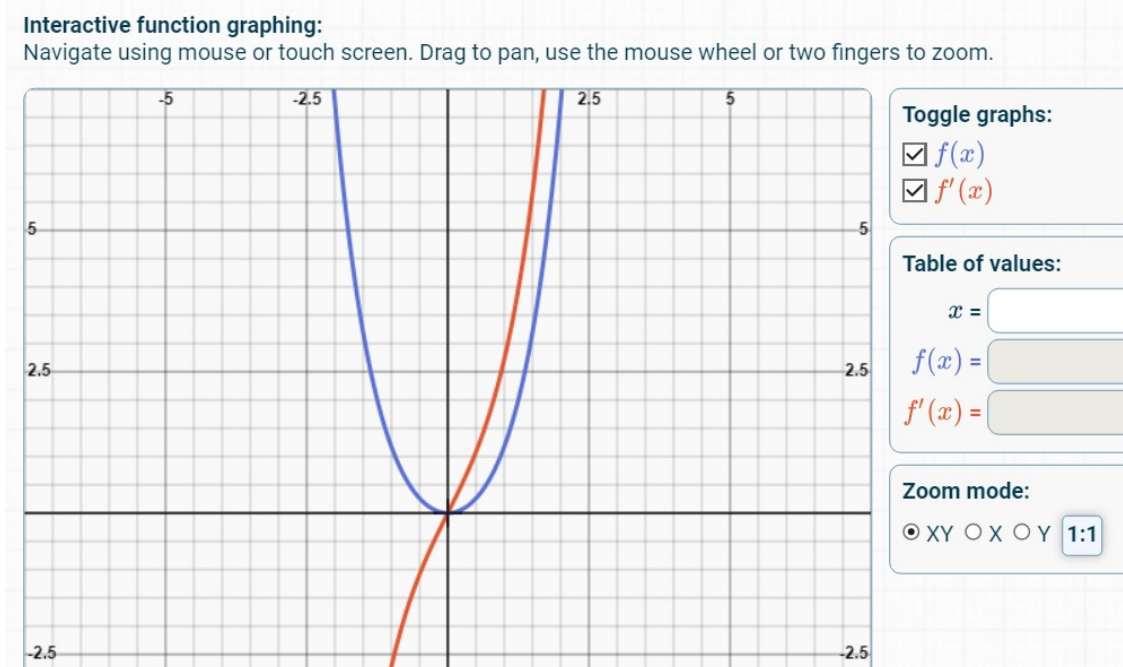 Interactive function graphing:
Navigate using mouse or touch screen. Drag to pan, use the mouse wheel or two fingers to zoom.
-5 -2.5 2.5 5
5 5
2.5 2.5
-2.5 -2.5
Toggle graphs:
f(x)
f′(x)
Table of values:
x =
f(x) =
f′(x) =
Zoom mode:
XY X Y 1:1